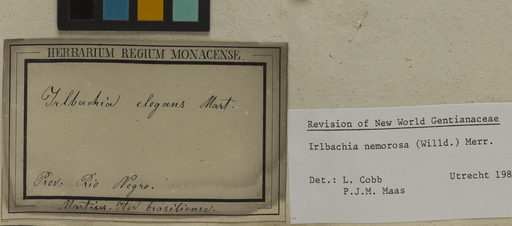 HERBARIUM REGIUM MONACENSE.
Irlbachia elegans Mart.
Prov. Rio Negro.
Martius. Iter brasiliense.
Revision of New World Gentianaceae
Irlbachia nemorosa (Willd.) Merr.
Det.: L. Cobb Utrecht 198
P.J.M. Maas